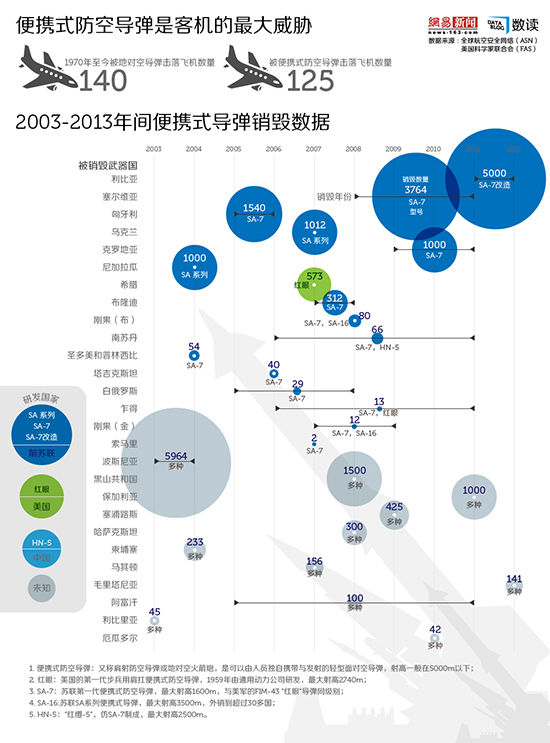 便携式防空导弹是客机的最大威胁
網易 新闻
news·163.com
DATA BLOG 数读
数据来源：全球航空安全网络（ASN）
美国科学家联合会（FAS）
1970年至今被地对空导弹击落飞机数量
140
被便携式防空导弹击落飞机数量
125
2003-2013年间便携式导弹销毁数据
2003 2004 2005 2006 2007 2008 2009 2010
被销毁武器国
利比亚
塞尔维亚
匈牙利
乌克兰
克罗地亚
尼加拉瓜
希腊
布隆迪
刚果（布）
南苏丹
圣多美和普林西比
塔吉克斯坦
白俄罗斯
乍得
刚果（金）
索马里
波斯尼亚
黑山共和国
保加利亚
塞浦路斯
哈萨克斯坦
柬埔寨
马其顿
毛里塔尼亚
阿富汗
利比里亚
厄瓜多尔
5000
SA-7改造
销毁年份
销毁数量
3764
SA-7
型号
1540
SA-7
1012
SA 系列
1000
SA-7
1000
SA 系列
573
红眼
312
SA-7
80
SA-7，SA-16
66
SA-7，HN-5
54
SA-7
40
SA-7
29
SA-7
13
SA-7，红眼
12
SA-7，SA-16
2
SA-7
5964
多种
1500
多种
1000
多种
425
多种
300
多种
233
多种
156
多种
141
多种
100
多种
45
多种
42
多种
研发国家
SA 系列
SA-7
SA-7改造
前苏联
红眼
美国
HN-5
中国
未知
1. 便携式防空导弹：又称肩射防空导弹或地对空火箭炮，是可以由人员独自携带与发射的轻型面对空导弹，射高一般在5000m以下；
2. 红眼：美国的第一代步兵用肩扛便携式防空导弹，1959年由通用动力公司研发，最大射高2740m；
3. SA-7：苏联第一代便携式防空导弹，最大射高1600m，与美军的FIM-43“红眼”导弹同级别；
4. SA-16:苏联SA系列便携式导弹，最大射高3500m，外销到超过30多国；
5. HN-5：“红缨-5”，仿SA-7制成，最大射高2500m。